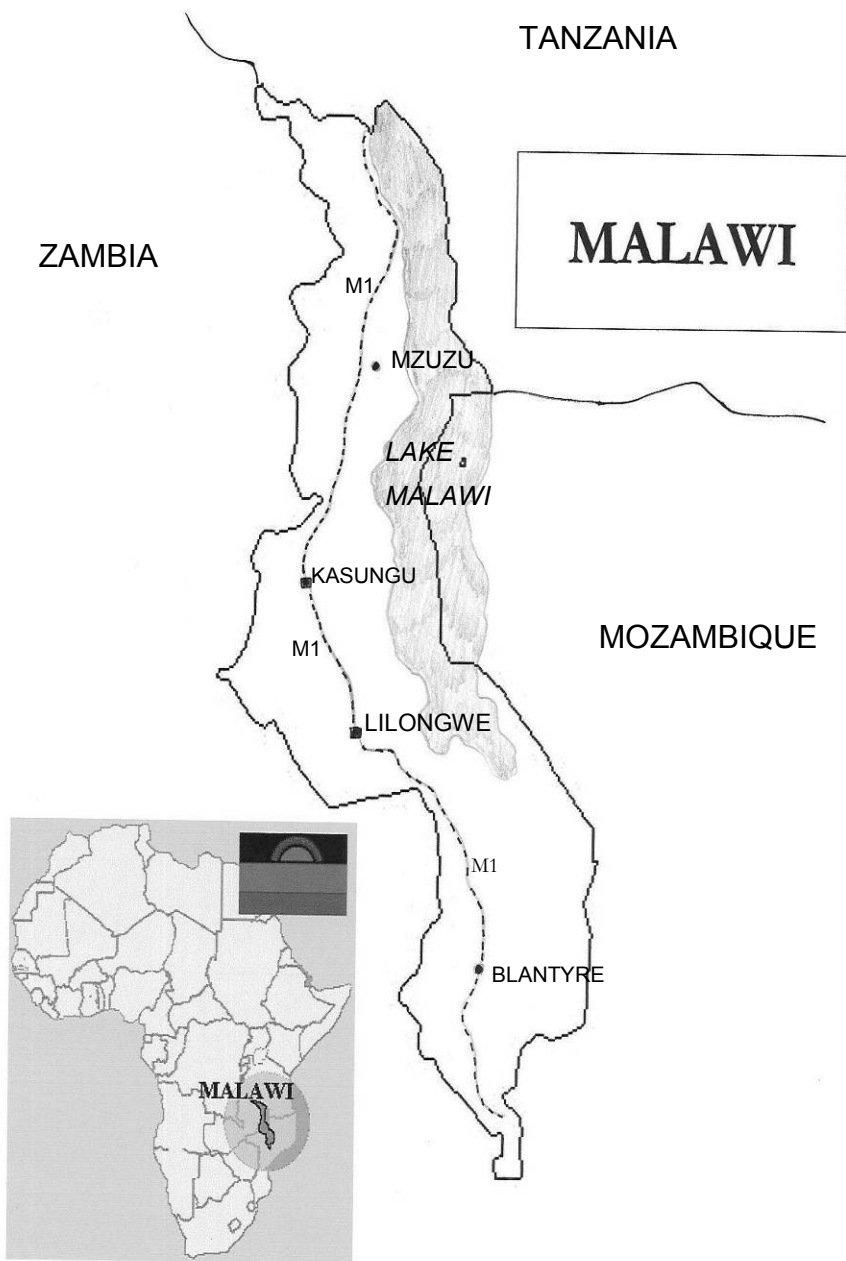 TANZANIA
MALAWI
ZAMBIA
M1
MZUZU
LAKE
MALAWI
KASUNGU
MOZAMBIQUE
M1
LILONGWE
M1
BLANTYRE
MALAWI